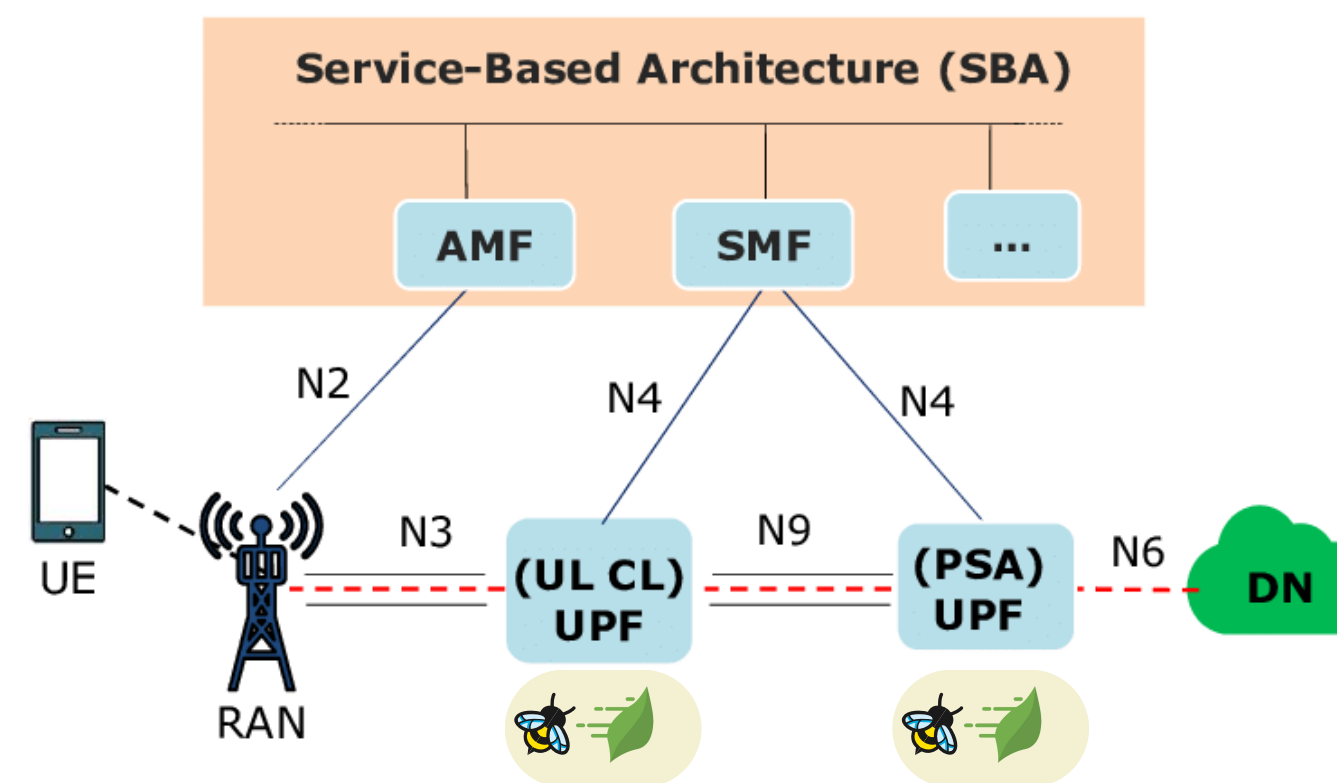 Service-Based Architecture (SBA)
AMF
SMF
...
N2
N4
N4
UE
N3
N9
N6
(UL CL)
UPF
(PSA)
UPF
DN
RAN